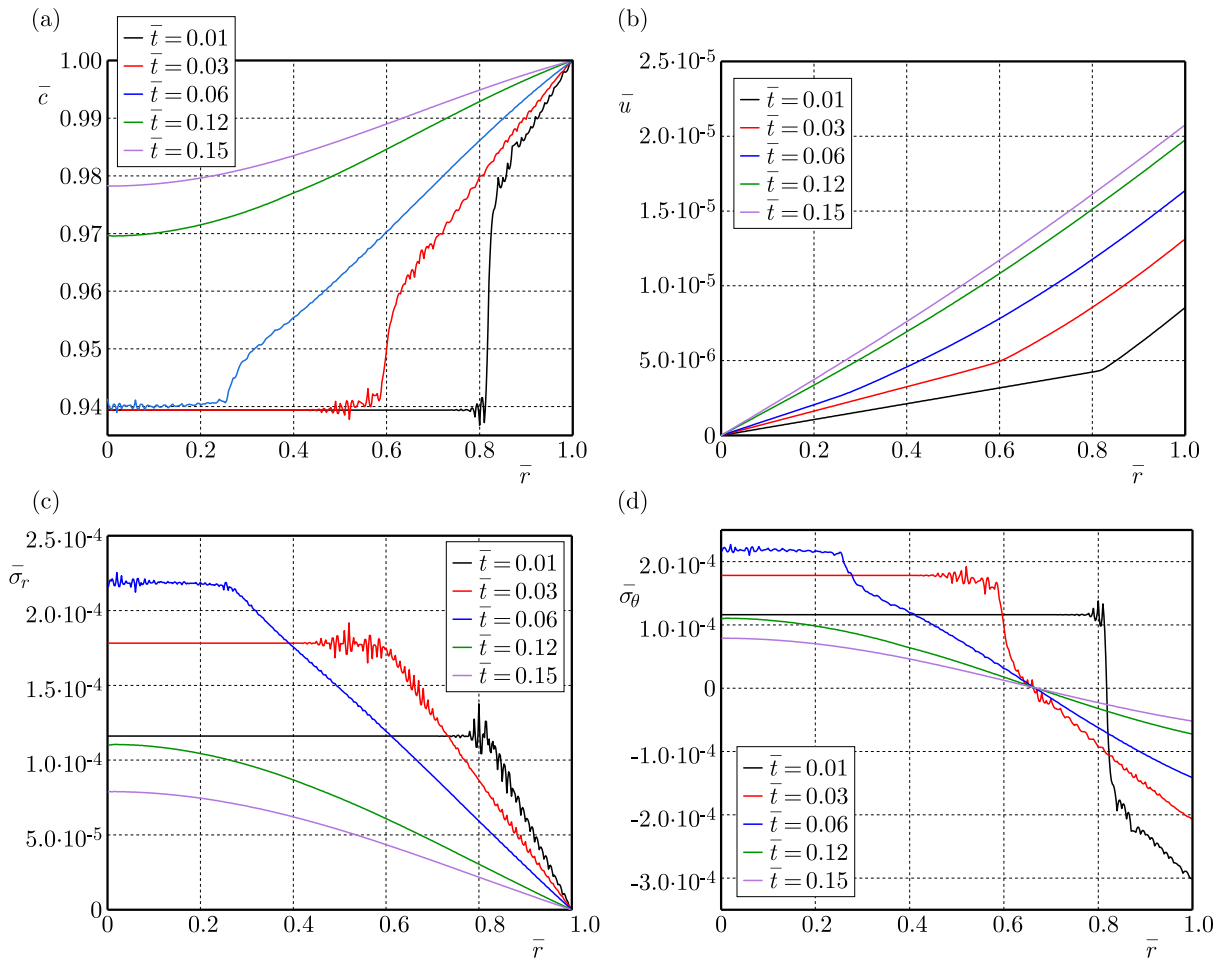 (a)
t̄ = 0.01
t̄ = 0.03
t̄ = 0.06
t̄ = 0.12
t̄ = 0.15
c̄
1.00
0.99
0.98
0.97
0.96
0.95
0.94
0 0.2 0.4 0.6 0.8 1.0
r̄
(b)
ū
2.5·10⁻⁵
2.0·10⁻⁵
1.5·10⁻⁵
1.0·10⁻⁵
5.0·10⁻⁶
0
t̄ = 0.01
t̄ = 0.03
t̄ = 0.06
t̄ = 0.12
t̄ = 0.15
0 0.2 0.4 0.6 0.8 1.0
r̄
(c)
σ̄r
2.5·10⁻⁴
2.0·10⁻⁴
1.5·10⁻⁴
1.0·10⁻⁴
5.0·10⁻⁵
0
t̄ = 0.01
t̄ = 0.03
t̄ = 0.06
t̄ = 0.12
t̄ = 0.15
0 0.2 0.4 0.6 0.8 1.0
r̄
(d)
σ̄θ
2.0·10⁻⁴
1.0·10⁻⁴
0
-1.0·10⁻⁴
-2.0·10⁻⁴
-3.0·10⁻⁴
t̄ = 0.01
t̄ = 0.03
t̄ = 0.06
t̄ = 0.12
t̄ = 0.15
0 0.2 0.4 0.6 0.8 1.0
r̄